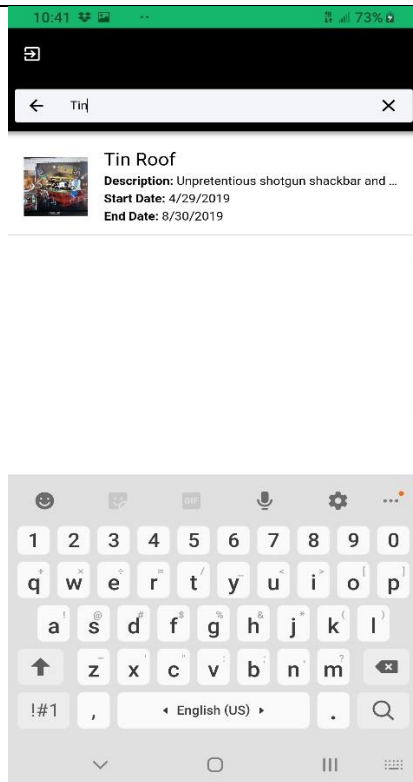 10:41 73%
Tin
Tin Roof
Description: Unpretentious shotgun shackbar and ...
Start Date: 4/29/2019
End Date: 8/30/2019
GIF
1 2 3 4 5 6 7 8 9 0
q w e r t y u i o p
a s d f g h j k l
z x c v b n m
!#1 , English (US) .